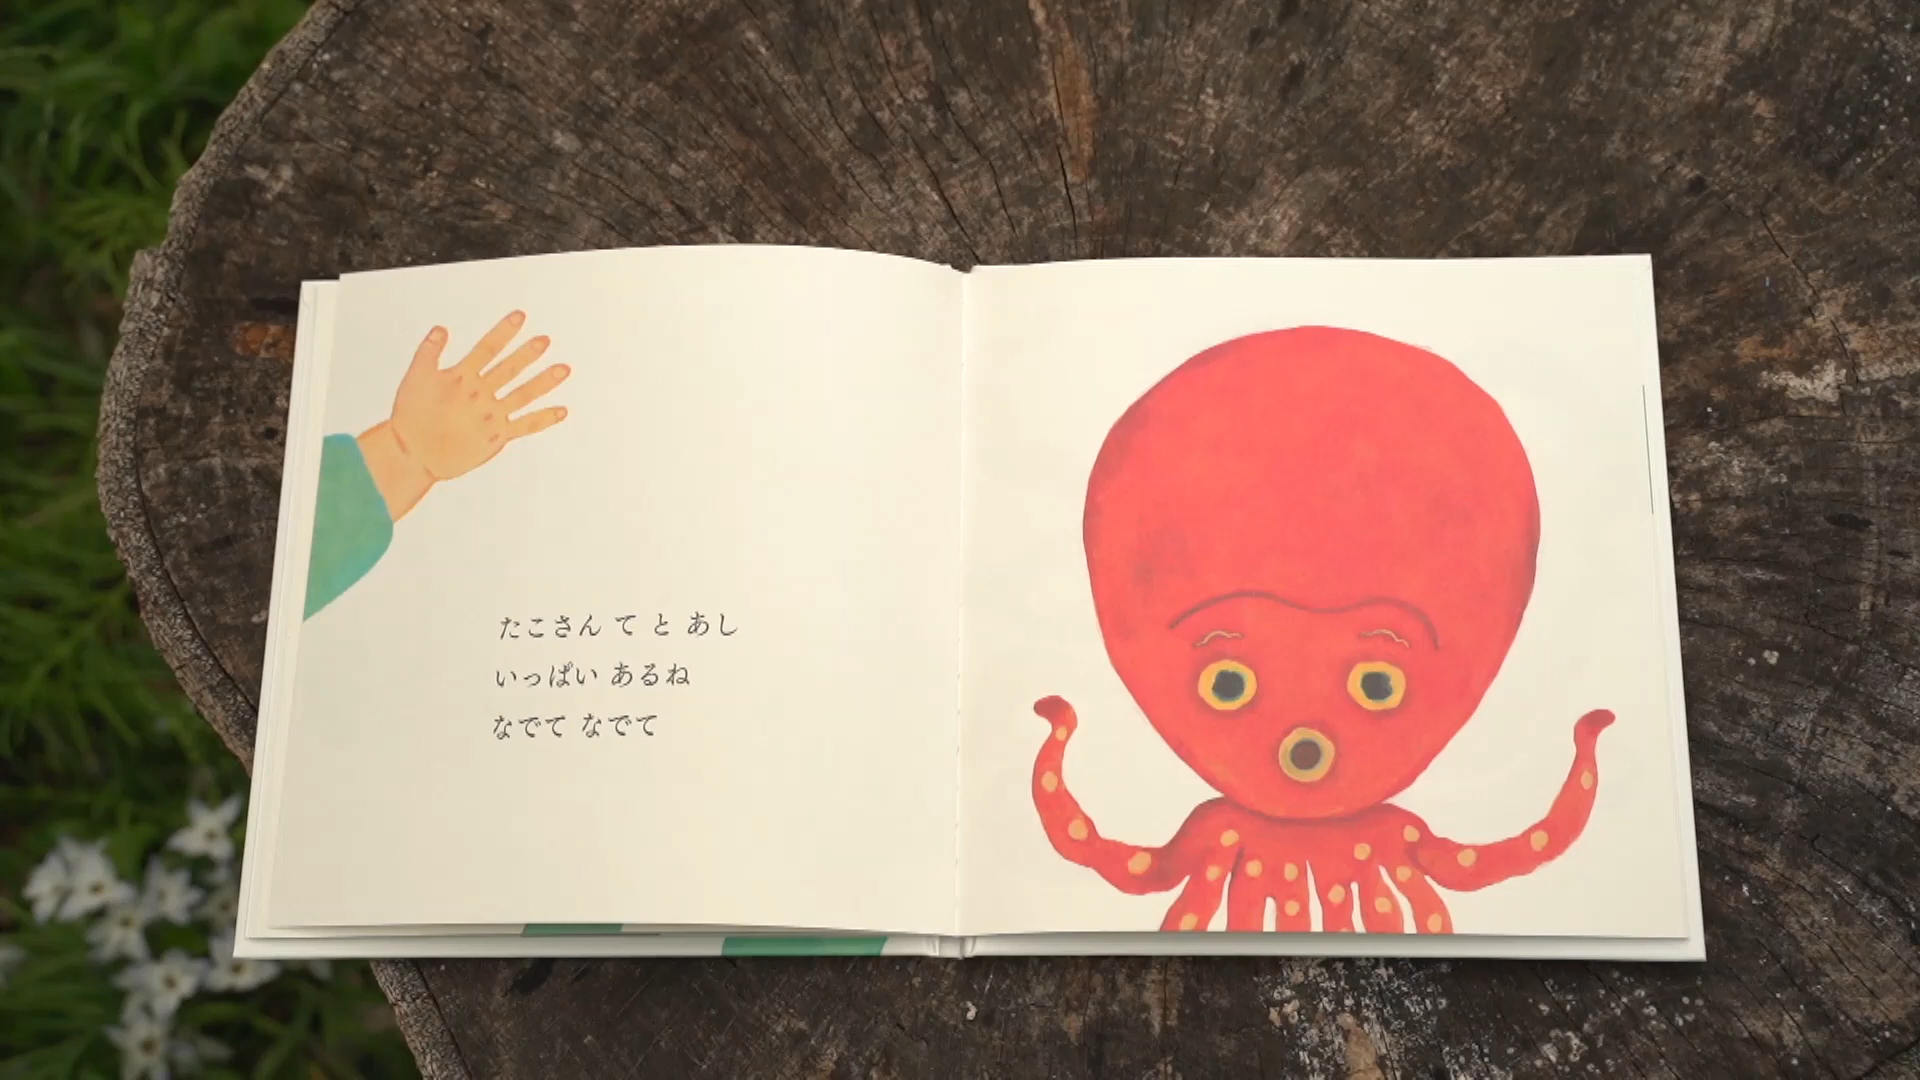 たこさん て と あし
いっぱい あるね
なでて なでて